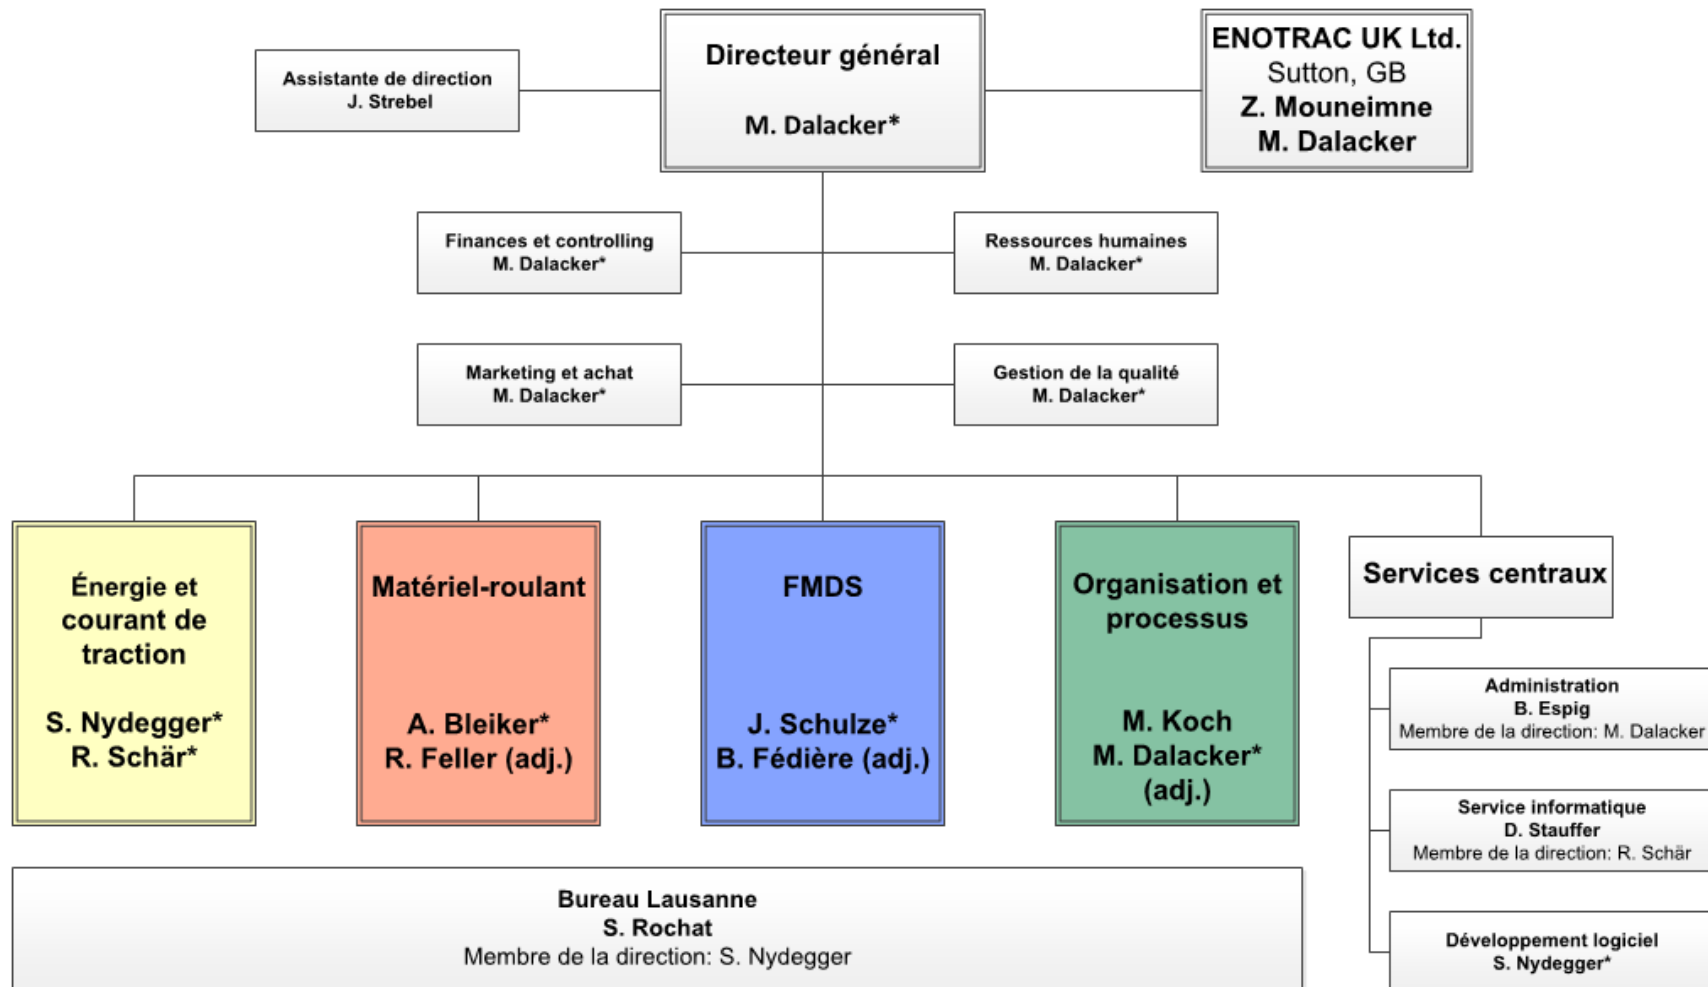 Directeur général
M. Dalacker*
Assistante de direction
J. Strebel
ENOTRAC UK Ltd.
Sutton, GB
Z. Mouneimne
M. Dalacker
Finances et controlling
M. Dalacker*
Ressources humaines
M. Dalacker*
Marketing et achat
M. Dalacker*
Gestion de la qualité
M. Dalacker*
Énergie et
courant de
traction
S. Nydegger*
R. Schär*
Matériel-roulant
A. Bleiker*
R. Feller (adj.)
FMDS
J. Schulze*
B. Fédière (adj.)
Organisation et
processus
M. Koch
M. Dalacker*
(adj.)
Services centraux
Administration
B. Espig
Membre de la direction: M. Dalacker
Service informatique
D. Stauffer
Membre de la direction: R. Schär
Développement logiciel
S. Nydegger*
Bureau Lausanne
S. Rochat
Membre de la direction: S. Nydegger